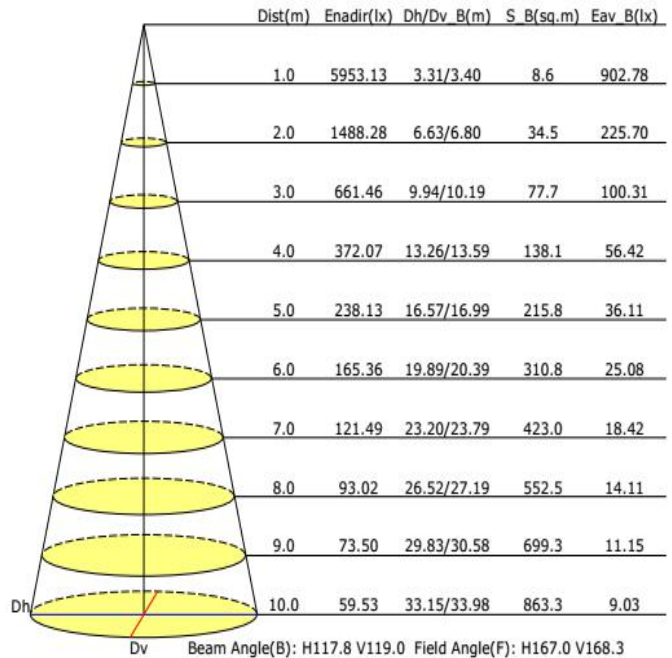 Dist(m) Enadir(lx) Dh/Dv_B(m) S_B(sq.m) Eav_B(lx)
1.0 5953.13 3.31/3.40 8.6 902.78
2.0 1488.28 6.63/6.80 34.5 225.70
3.0 661.46 9.94/10.19 77.7 100.31
4.0 372.07 13.26/13.59 138.1 56.42
5.0 238.13 16.57/16.99 215.8 36.11
6.0 165.36 19.89/20.39 310.8 25.08
7.0 121.49 23.20/23.79 423.0 18.42
8.0 93.02 26.52/27.19 552.5 14.11
9.0 73.50 29.83/30.58 699.3 11.15
Dh 10.0 59.53 33.15/33.98 863.3 9.03
Dv Beam Angle(B): H117.8 V119.0 Field Angle(F): H167.0 V168.3